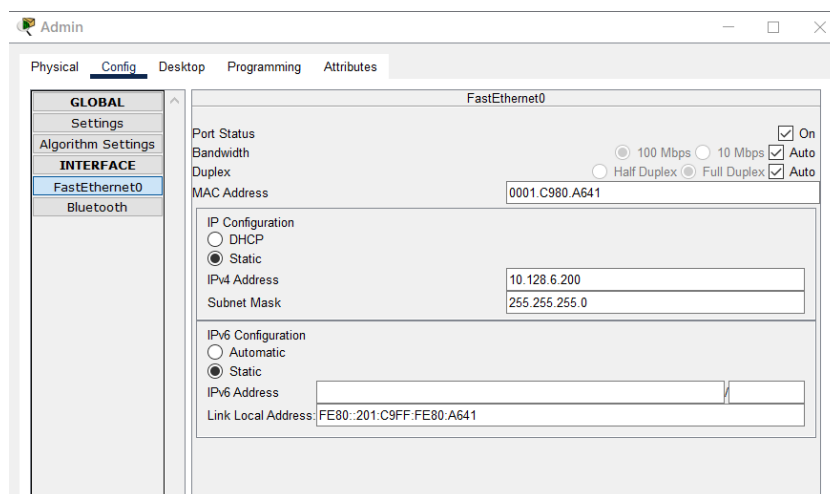 Admin
Physical Config Desktop Programming Attributes
GLOBAL
Settings
Algorithm Settings
INTERFACE
FastEthernet0
Bluetooth
FastEthernet0
Port Status On
Bandwidth 100 Mbps 10 Mbps Auto
Duplex Half Duplex Full Duplex Auto
MAC Address 0001.C980.A641
IP Configuration
DHCP
Static
IPv4 Address 10.128.6.200
Subnet Mask 255.255.255.0
IPv6 Configuration
Automatic
Static
IPv6 Address /
Link Local Address: FE80::201:C9FF:FE80:A641